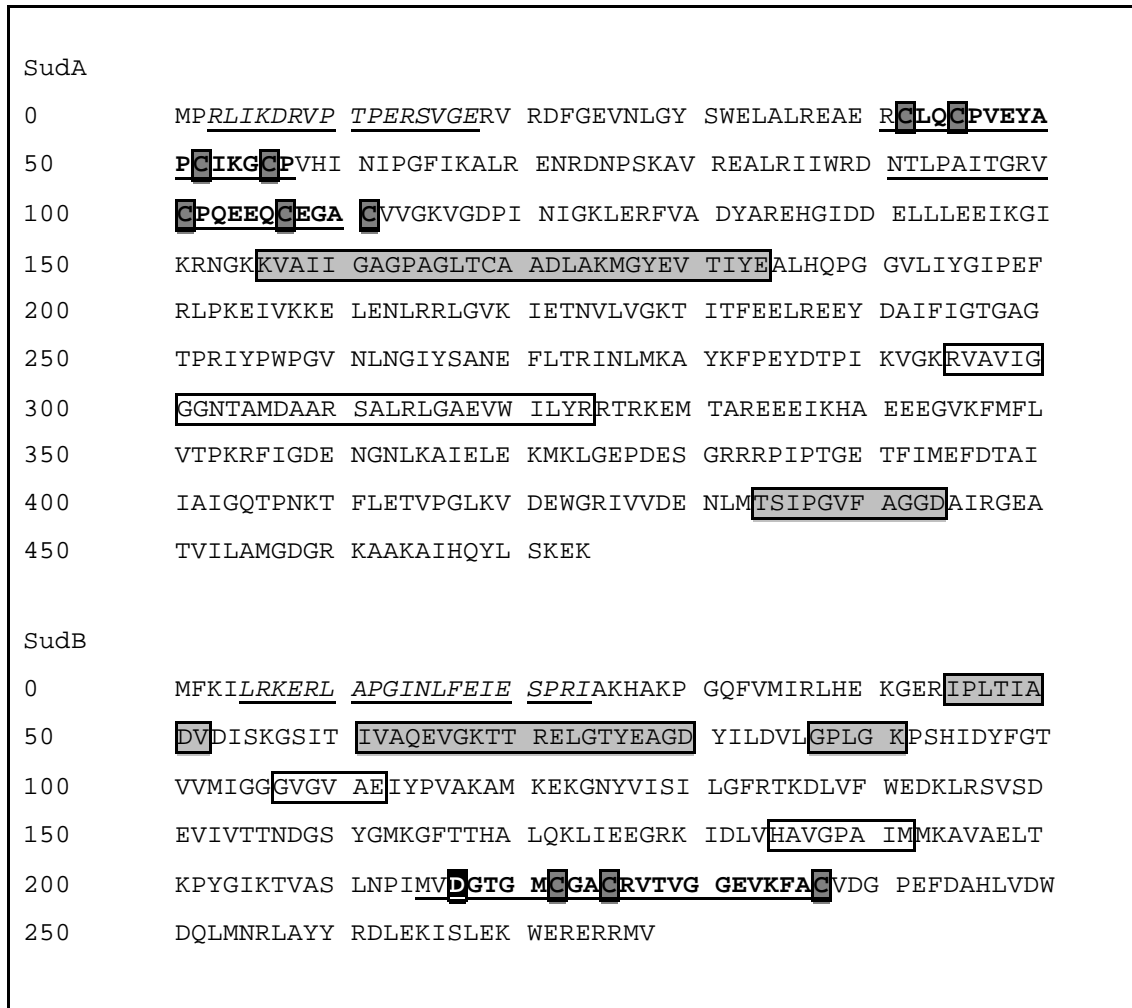 SudA
0 MPRLIKDRVP TPERSVGERV RDFGEVNLGY SWELALREAE RCLQCPVEYA
50 PCIKGCPVHI NIPGFIKALR ENRDNPSKAV REALRIIWRD NTLPAITGRV
100 CPQEEQCEGA CVVGKVGDPI NIGKLERFVA DYAREHGIDD ELLLEEIKGI
150 KRNGKKVAII GAGPAGLTCA ADLAKMGYEV TIYEALHQPG GVLIYGIPEF
200 RLPKEIVKKE LENLRRLGVK IETNVLVGKT ITFEELREEY DAIFIGTGAG
250 TPRIYPWPGV NLNGIYSANE FLTRINLMKA YKFPEYDTPI KVGKRVAVIG
300 GGNTAMDAAR SALRLGAEVW ILYRRTRKEM TAREEEIKHA EEEGVKFMFL
350 VTPKRFIGDE NGNLKAIELE KMKLGEPDES GRRRPIPTGE TFIMEFDTAI
400 IAIGQTPNKT FLETVPGLKV DEWGRIVVDE NLMTSIPGVF AGGDAIRGEA
450 TVILAMGDGR KAAKAIHQYL SKEK
SudB
0 MFKILRKERL APGINLFEIE SPRIAKHAKP GQFVMIRLHE KGERIPLTIA
50 DVDISKGSIT IVAQEVGKTT RELGTYEAGD YILDVLGPLG KPSHIDYFGT
100 VVMIGGGVGV AEIYPVAKAM KEKGNYVISI LGFRTKDLVF WEDKLRSVSD
150 EVIVTTNDGS YGMKGFTTHA LQKLIEEGRK IDLVHAVGPA IMMKAVAELT
200 KPYGIKTVAS LNPIMVDGTG MCGACRVTVG GEVKFACVDG PEFDAHLVDW
250 DQLMNRLAYY RDLEKISLEK WERERRMV